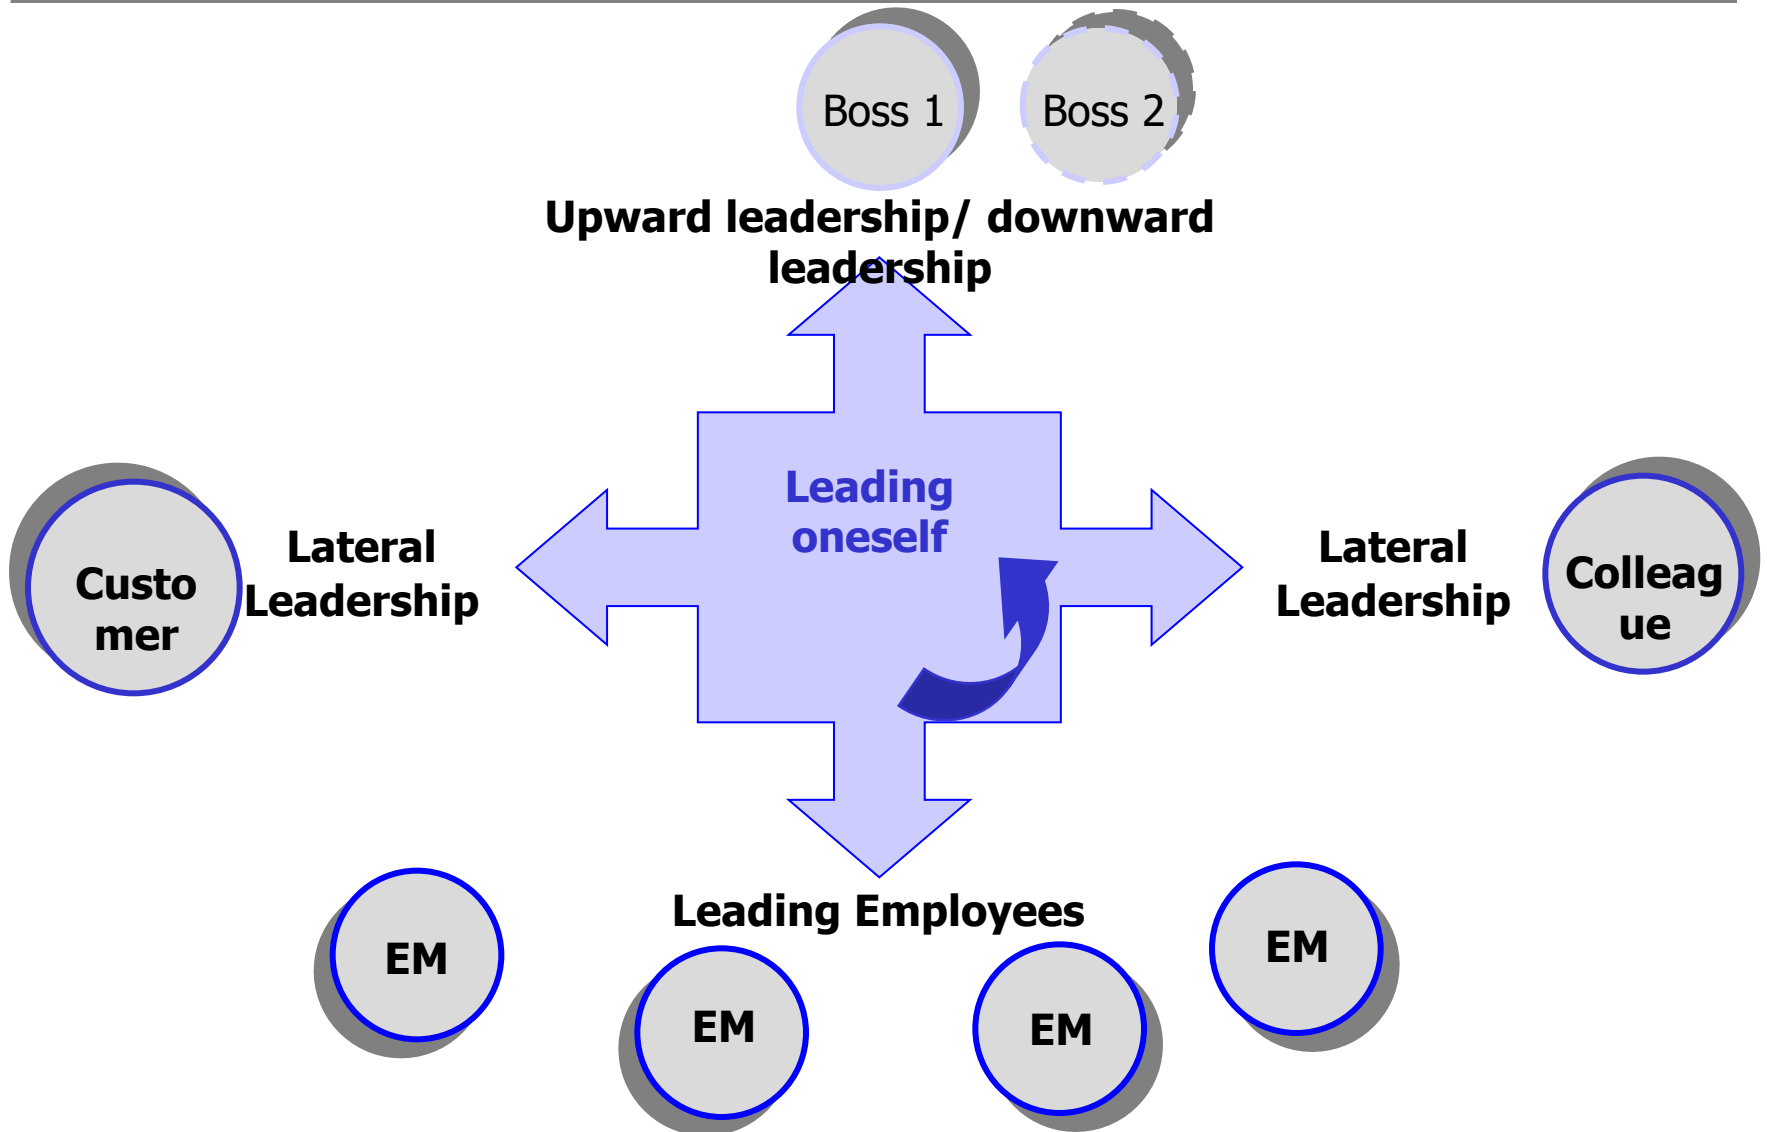 Boss 1
Boss 2
Upward leadership/ downward
leadership
Leading
oneself
Custo
mer
Lateral
Leadership
Lateral
Leadership
Colleag
ue
Leading Employees
EM
EM
EM
EM